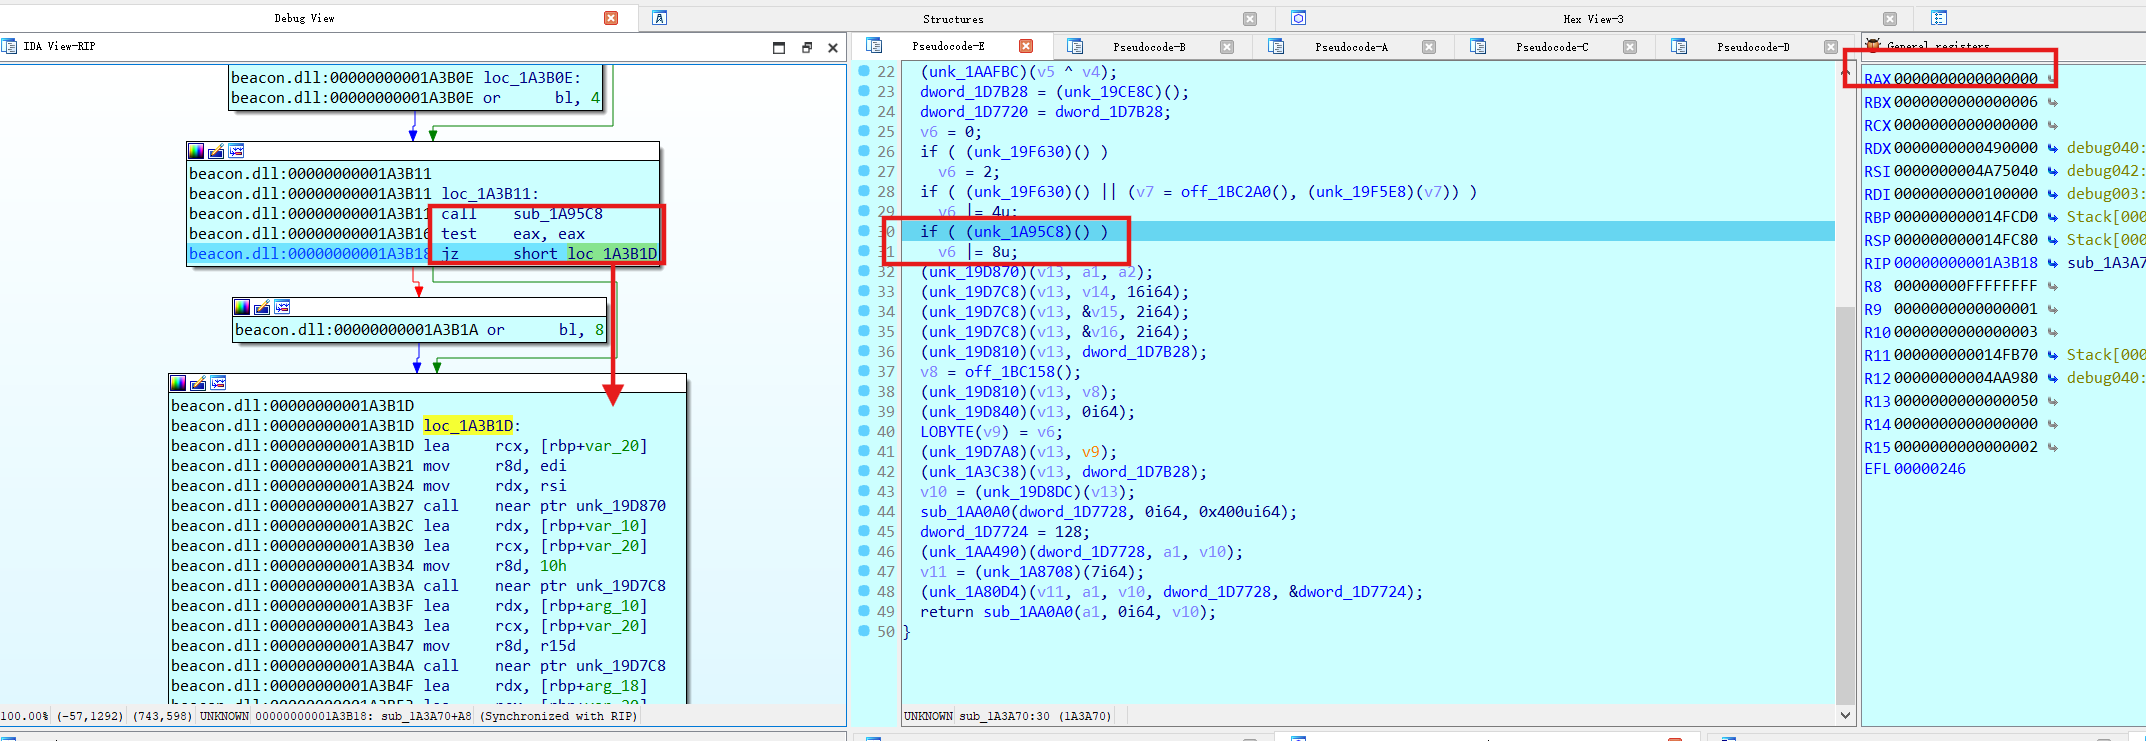 Debug View
Structures
Hex View-3
IDA View-RIP
beacon.dll:00000000001A3B0E loc_1A3B0E:
beacon.dll:00000000001A3B0E or bl, 4
beacon.dll:00000000001A3B11
beacon.dll:00000000001A3B11 loc_1A3B11:
beacon.dll:00000000001A3B11 call sub_1A95C8
beacon.dll:00000000001A3B16 test eax, eax
beacon.dll:00000000001A3B18 jz short loc_1A3B1D
beacon.dll:00000000001A3B1A or bl, 8
beacon.dll:00000000001A3B1D
beacon.dll:00000000001A3B1D loc_1A3B1D:
beacon.dll:00000000001A3B1D lea rcx, [rbp+var_20]
beacon.dll:00000000001A3B21 mov r8d, edi
beacon.dll:00000000001A3B24 mov rdx, rsi
beacon.dll:00000000001A3B27 call near ptr unk_19D870
beacon.dll:00000000001A3B2C lea rdx, [rbp+var_10]
beacon.dll:00000000001A3B30 lea rcx, [rbp+var_20]
beacon.dll:00000000001A3B34 mov r8d, 10h
beacon.dll:00000000001A3B3A call near ptr unk_19D7C8
beacon.dll:00000000001A3B3F lea rdx, [rbp+arg_10]
beacon.dll:00000000001A3B43 lea rcx, [rbp+var_20]
beacon.dll:00000000001A3B47 mov r8d, r15d
beacon.dll:00000000001A3B4A call near ptr unk_19D7C8
beacon.dll:00000000001A3B4F lea rdx, [rbp+arg_18]
100.00% (-57,1292) (743,598) UNKNOWN 00000000001A3B18: sub_1A3A70+A8 (Synchronized with RIP)
Pseudocode-E
Pseudocode-B
Pseudocode-A
Pseudocode-C
Pseudocode-D
22 (unk_1AAFBC)(v5 ^ v4);
23 dword_1D7B28 = (unk_19CE8C)();
24 dword_1D7720 = dword_1D7B28;
25 v6 = 0;
26 if ( (unk_19F630)() )
27 v6 = 2;
28 if ( (unk_19F630)() || (v7 = off_1BC2A0(), (unk_19F5E8)(v7)) )
29 v6 |= 4u;
30 if ( (unk_1A95C8)() )
31 v6 |= 8u;
32 (unk_19D870)(v13, a1, a2);
33 (unk_19D7C8)(v13, v14, 16i64);
34 (unk_19D7C8)(v13, &v15, 2i64);
35 (unk_19D7C8)(v13, &v16, 2i64);
36 (unk_19D810)(v13, dword_1D7B28);
37 v8 = off_1BC158();
38 (unk_19D810)(v13, v8);
39 (unk_19D840)(v13, 0i64);
40 LOBYTE(v9) = v6;
41 (unk_19D7A8)(v13, v9);
42 (unk_1A3C38)(v13, dword_1D7B28);
43 v10 = (unk_19D8DC)(v13);
44 sub_1AA0A0(dword_1D7728, 0i64, 0x400ui64);
45 dword_1D7724 = 128;
46 (unk_1AA490)(dword_1D7728, a1, v10);
47 v11 = (unk_1A8708)(7i64);
48 (unk_1A80D4)(v11, a1, v10, dword_1D7728, &dword_1D7724);
49 return sub_1AA0A0(a1, 0i64, v10);
50 }
UNKNOWN sub_1A3A70:30 (1A3A70)
General registers
RAX 0000000000000000
RBX 0000000000000006
RCX 0000000000000000
RDX 0000000000490000 debug040:
RSI 0000000004A75040 debug042:
RDI 0000000000100000 debug003:
RBP 000000000014FCD0 Stack[000
RSP 000000000014FC80 Stack[000
RIP 00000000001A3B18 sub_1A3A7
R8 00000000FFFFFFFF
R9 0000000000000001
R10 0000000000000003
R11 000000000014FB70 Stack[000
R12 00000000004AA980 debug040:
R13 0000000000000050
R14 0000000000000000
R15 0000000000000002
EFL 00000246